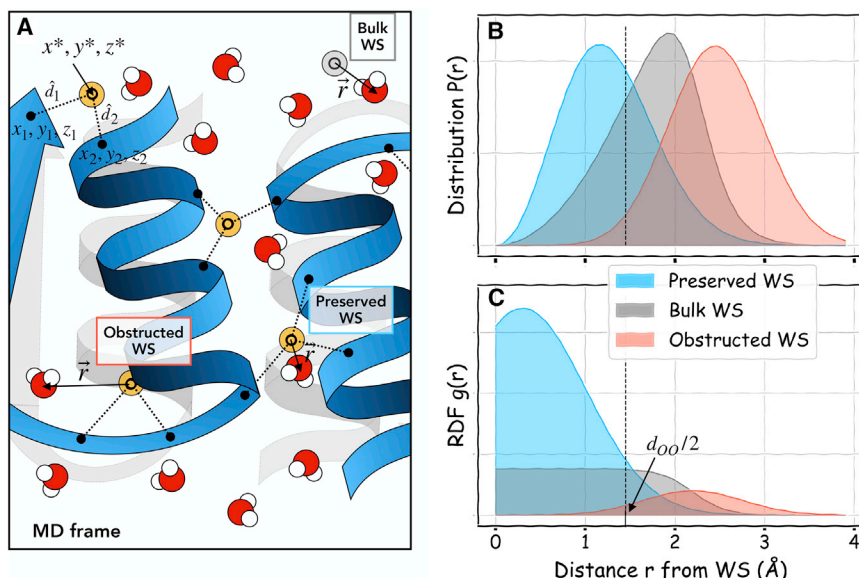 A
x*, y*, z*
Bulk
WS
r⃗
d̂₁
d̂₂
x₁, y₁, z₁
x₂, y₂, z₂
Preserved
WS
Obstructed
WS
r⃗
r⃗
MD frame
B
Distribution P(r)
C
Preserved WS
Bulk WS
Obstructed WS
RDF g(r)
d_OO/2
0 1 2 3 4
Distance r from WS (Å)